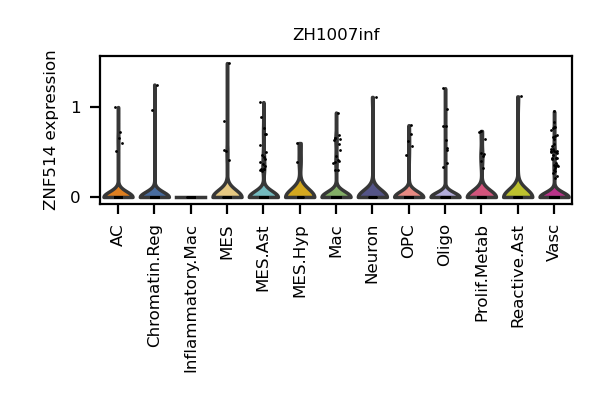 ZH1007inf
ZNF514 expression
1
0
AC
Chromatin.Reg
Inflammatory.Mac
MES
MES.Ast
MES.Hyp
Mac
Neuron
OPC
Oligo
Prolif.Metab
Reactive.Ast
Vasc